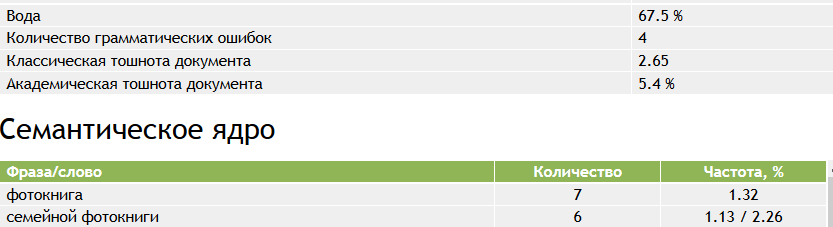 Вода 67.5 %
Количество грамматических ошибок 4
Классическая тошнота документа 2.65
Академическая тошнота документа 5.4 %
Семантическое ядро
Фраза/слово Количество Частота, %
фотокнига 7 1.32
семейной фотокниги 6 1.13 / 2.26